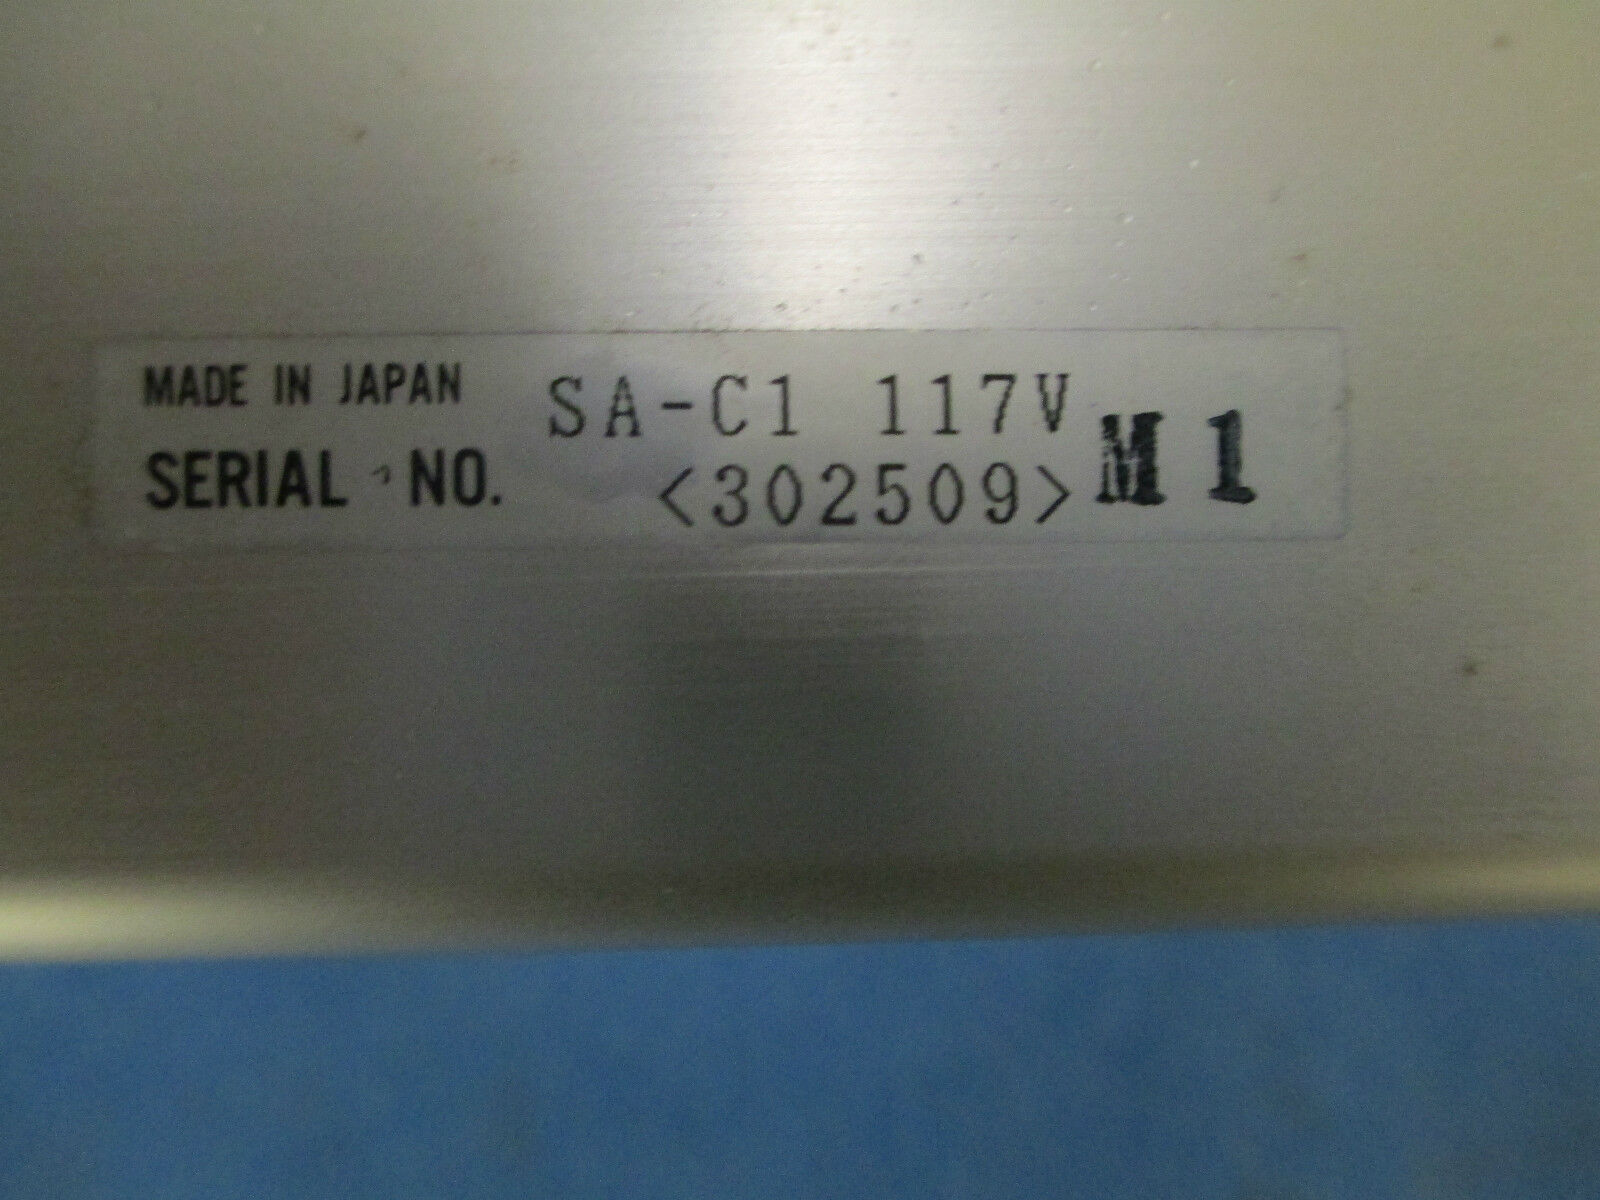 MADE IN JAPAN SA-C1 117V
SERIAL NO. <302509> M1